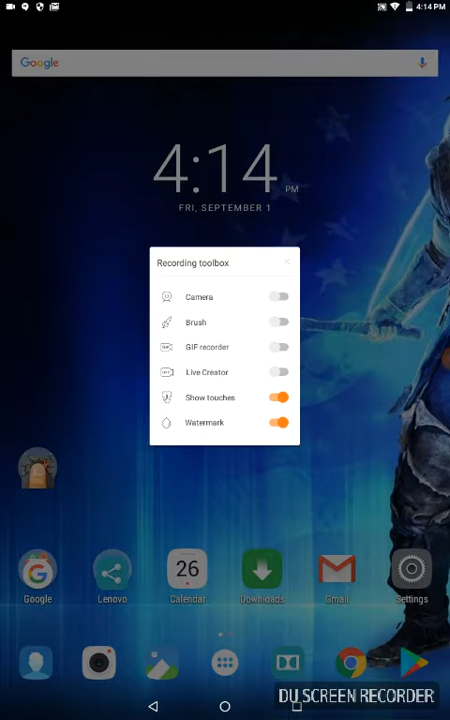 4:14 PM
Google
4:14 PM
FRI, SEPTEMBER 1
Recording toolbox
Camera
Brush
GIF recorder
Live Creator
Show touches
Watermark
Google
Lenovo
26
Calendar
Downloads
Gmail
Settings
DU SCREEN RECORDER